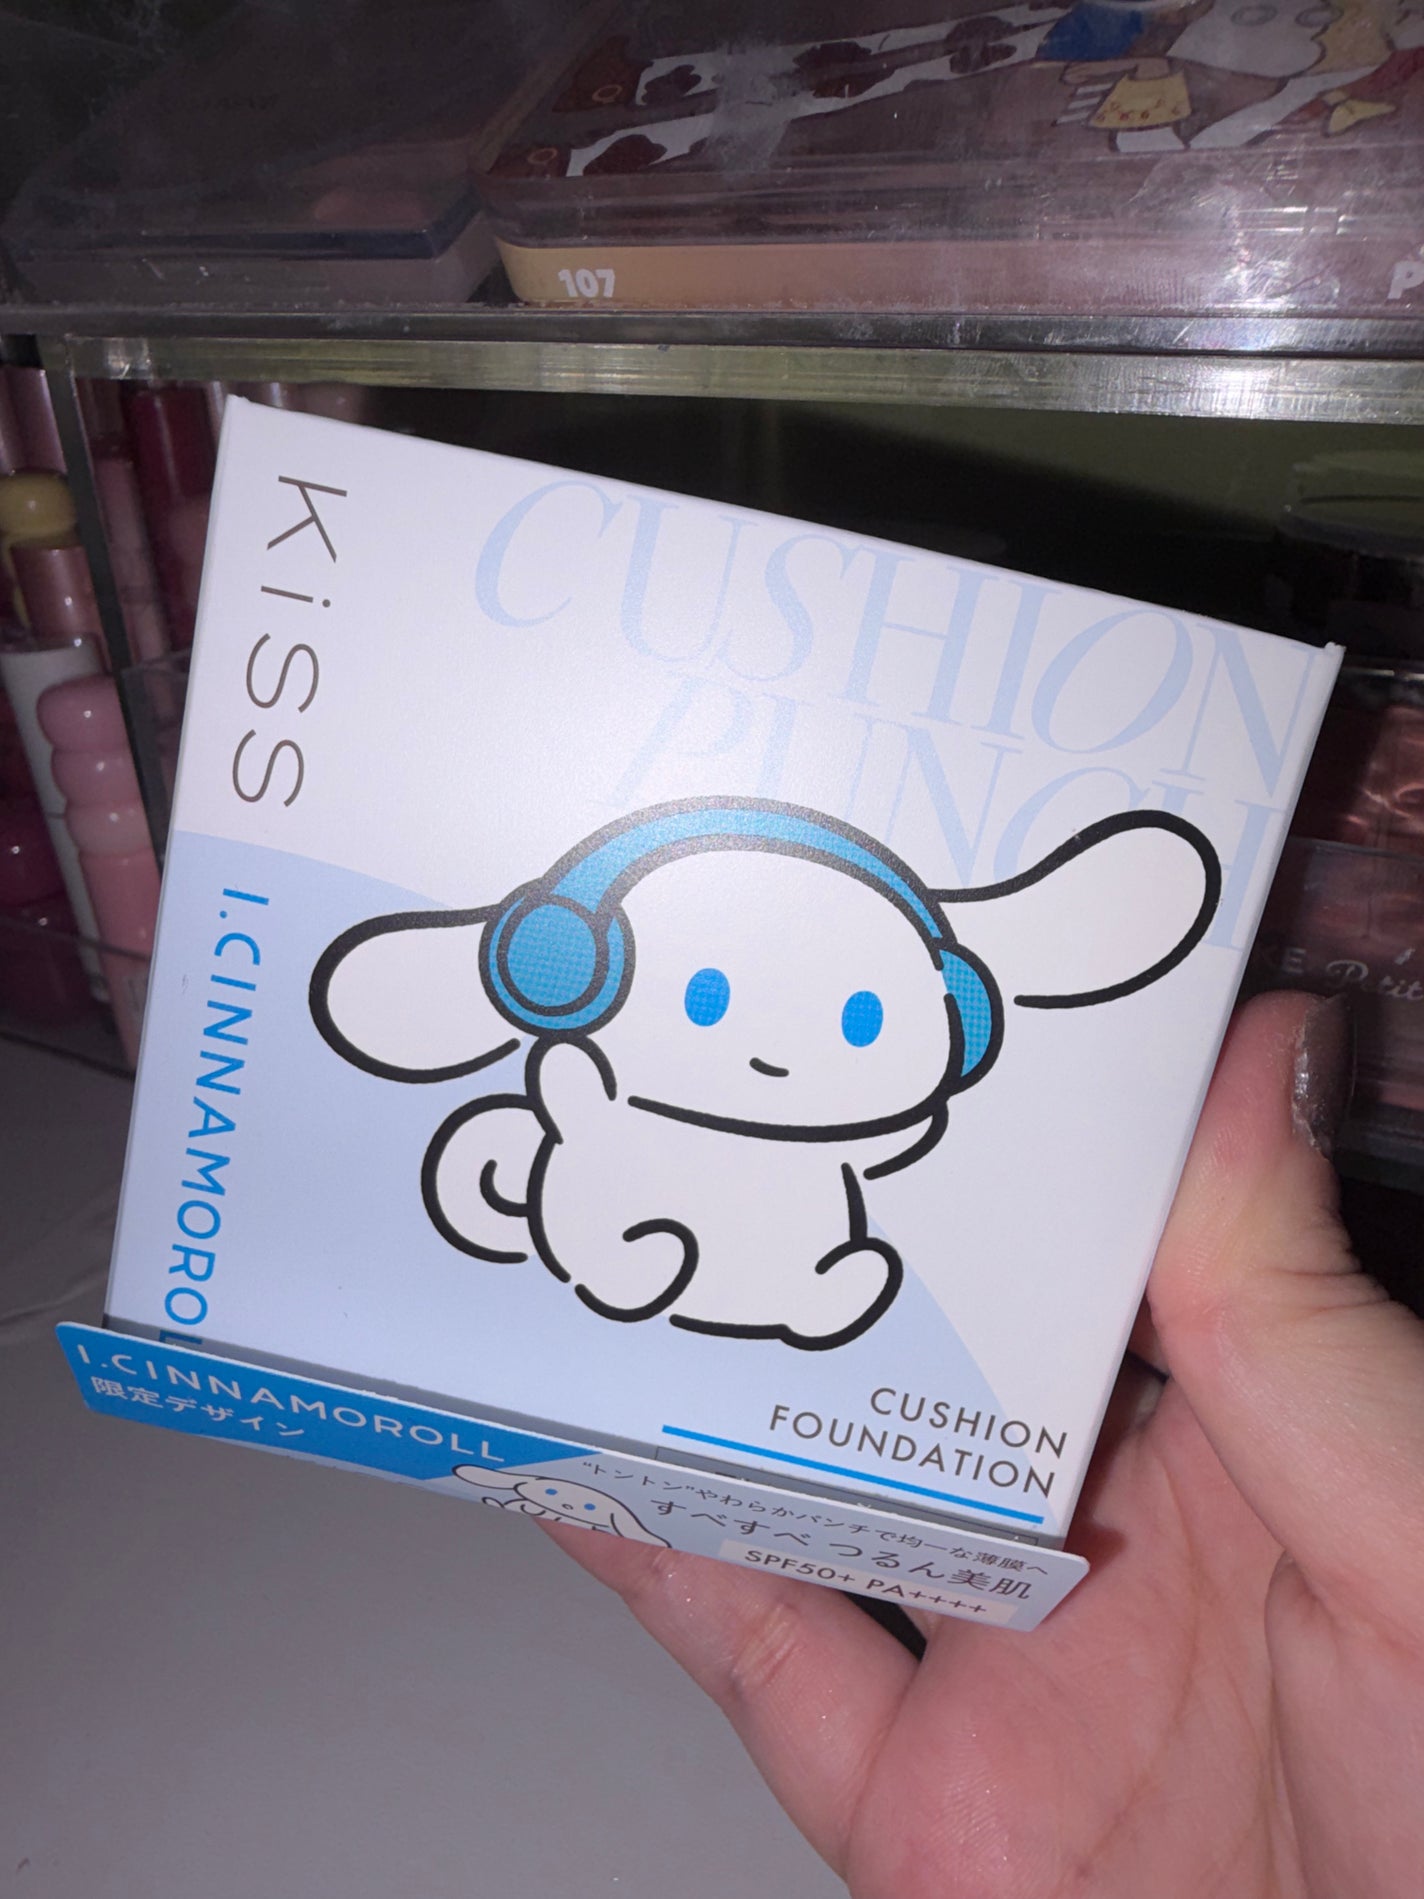 107
KiSS
CUSHION
PUNCH
I.CINNAMOROL
CUSHION
FOUNDATION
I.CINNAMOROLL
限定デザイン
“トントン”やわらかパンチで均一な薄膜へ
すべすべ つるん美肌
SPF50+ PA++++
Petit